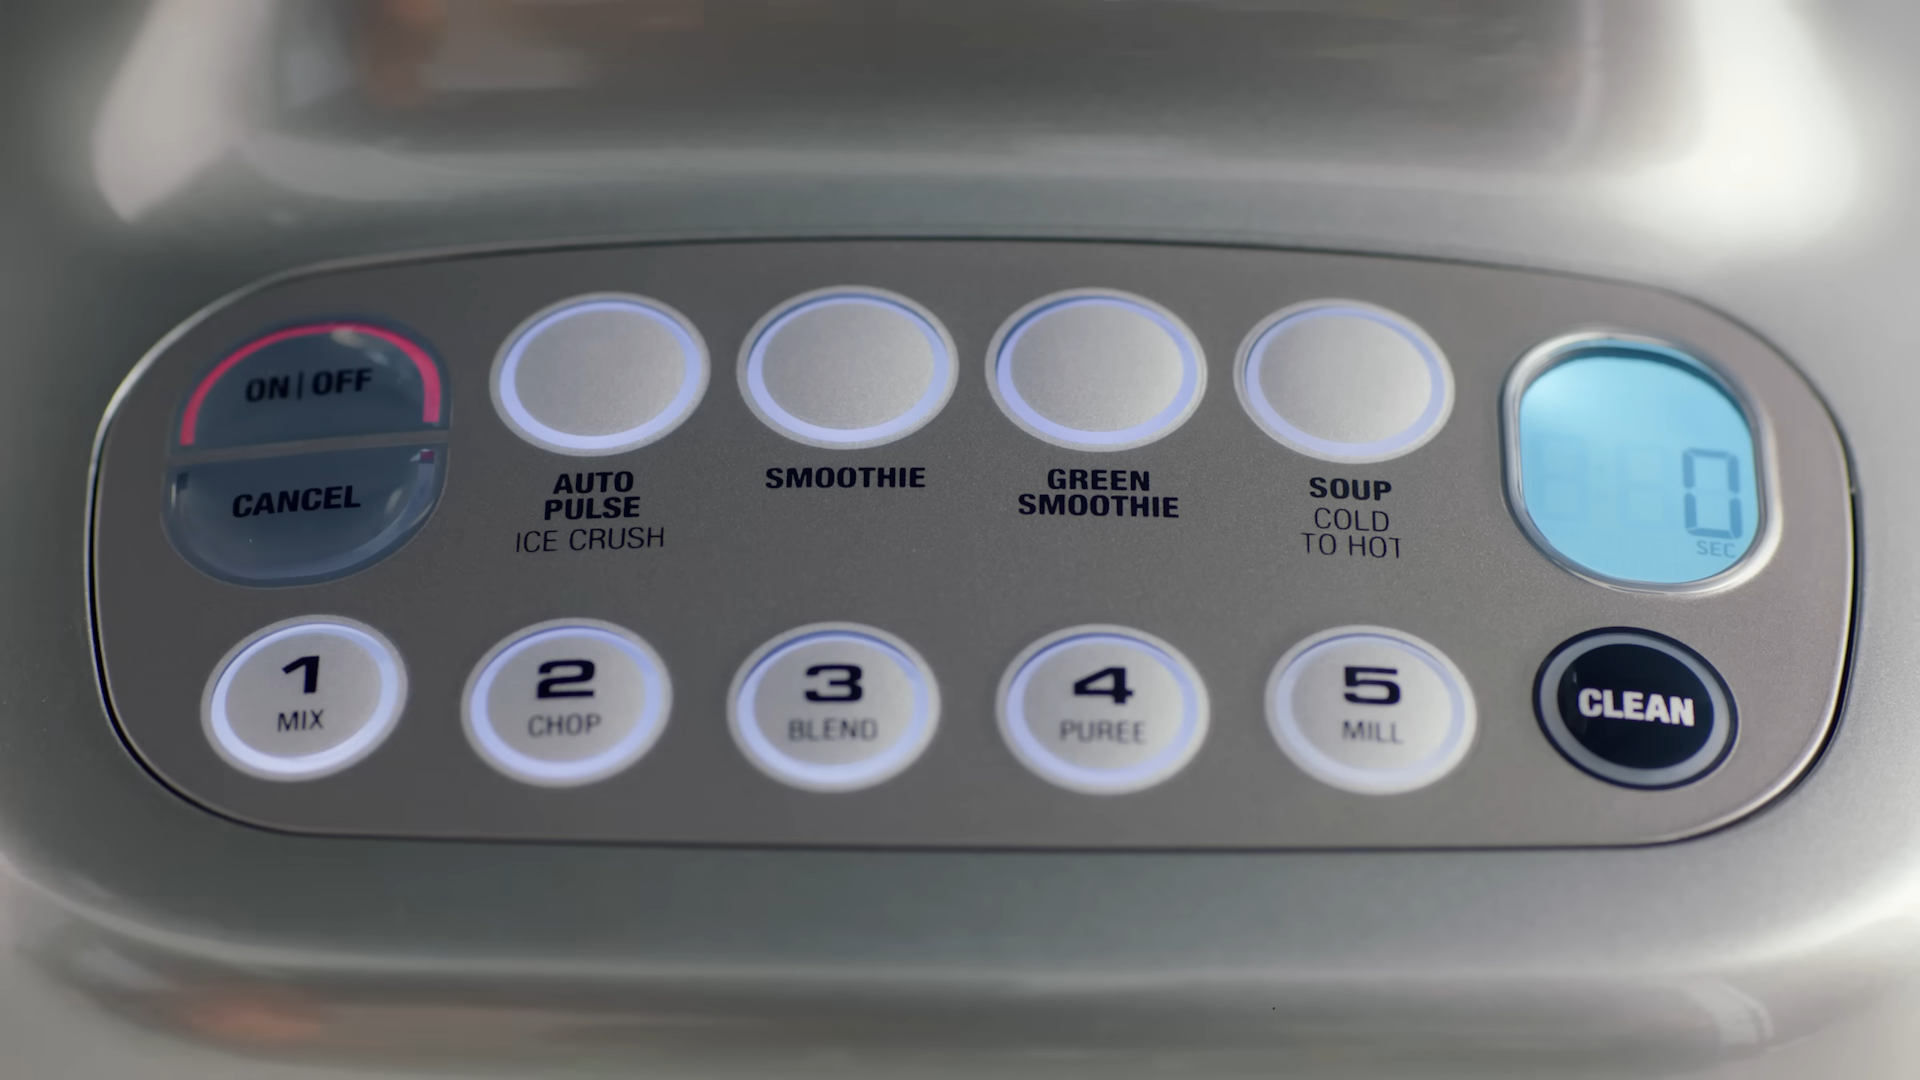 ON|OFF
CANCEL
AUTO
PULSE
ICE CRUSH
SMOOTHIE
GREEN
SMOOTHIE
SOUP
COLD
TO HOT
0
SEC
1
MIX
2
CHOP
3
BLEND
4
PUREE
5
MILL
CLEAN